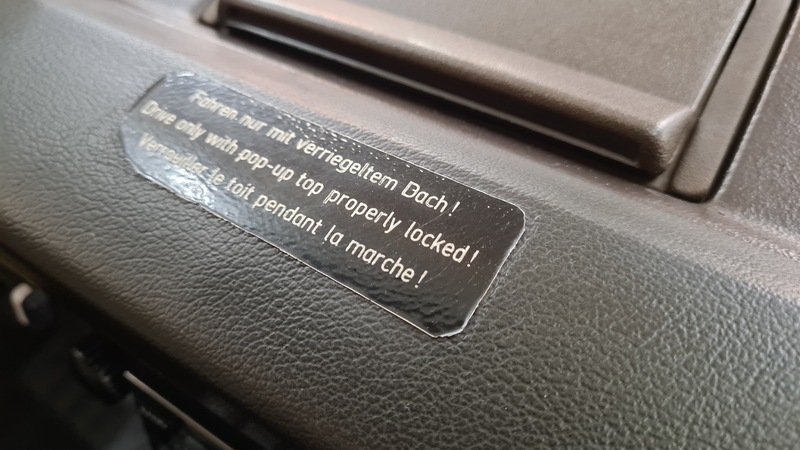 Fahren nur mit verriegeltem Dach!
Drive only with pop-up top properly locked!
Verrouiller le toit pendant la marche!